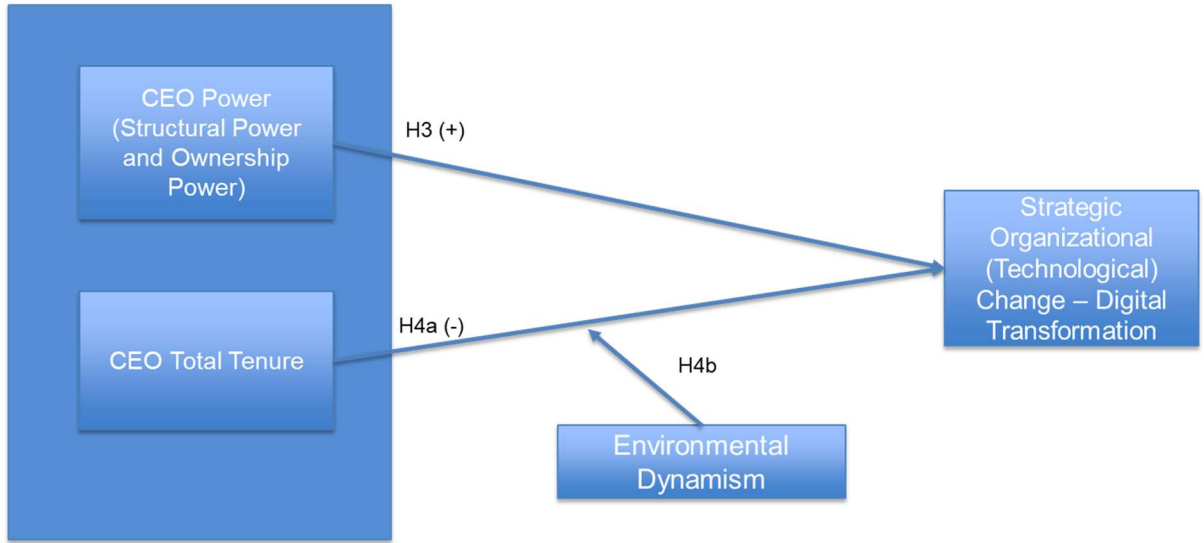 CEO Power
(Structural Power
and Ownership
Power)
H3 (+)
Strategic
Organizational
(Technological)
Change – Digital
Transformation
CEO Total Tenure
H4a (-)
H4b
Environmental
Dynamism